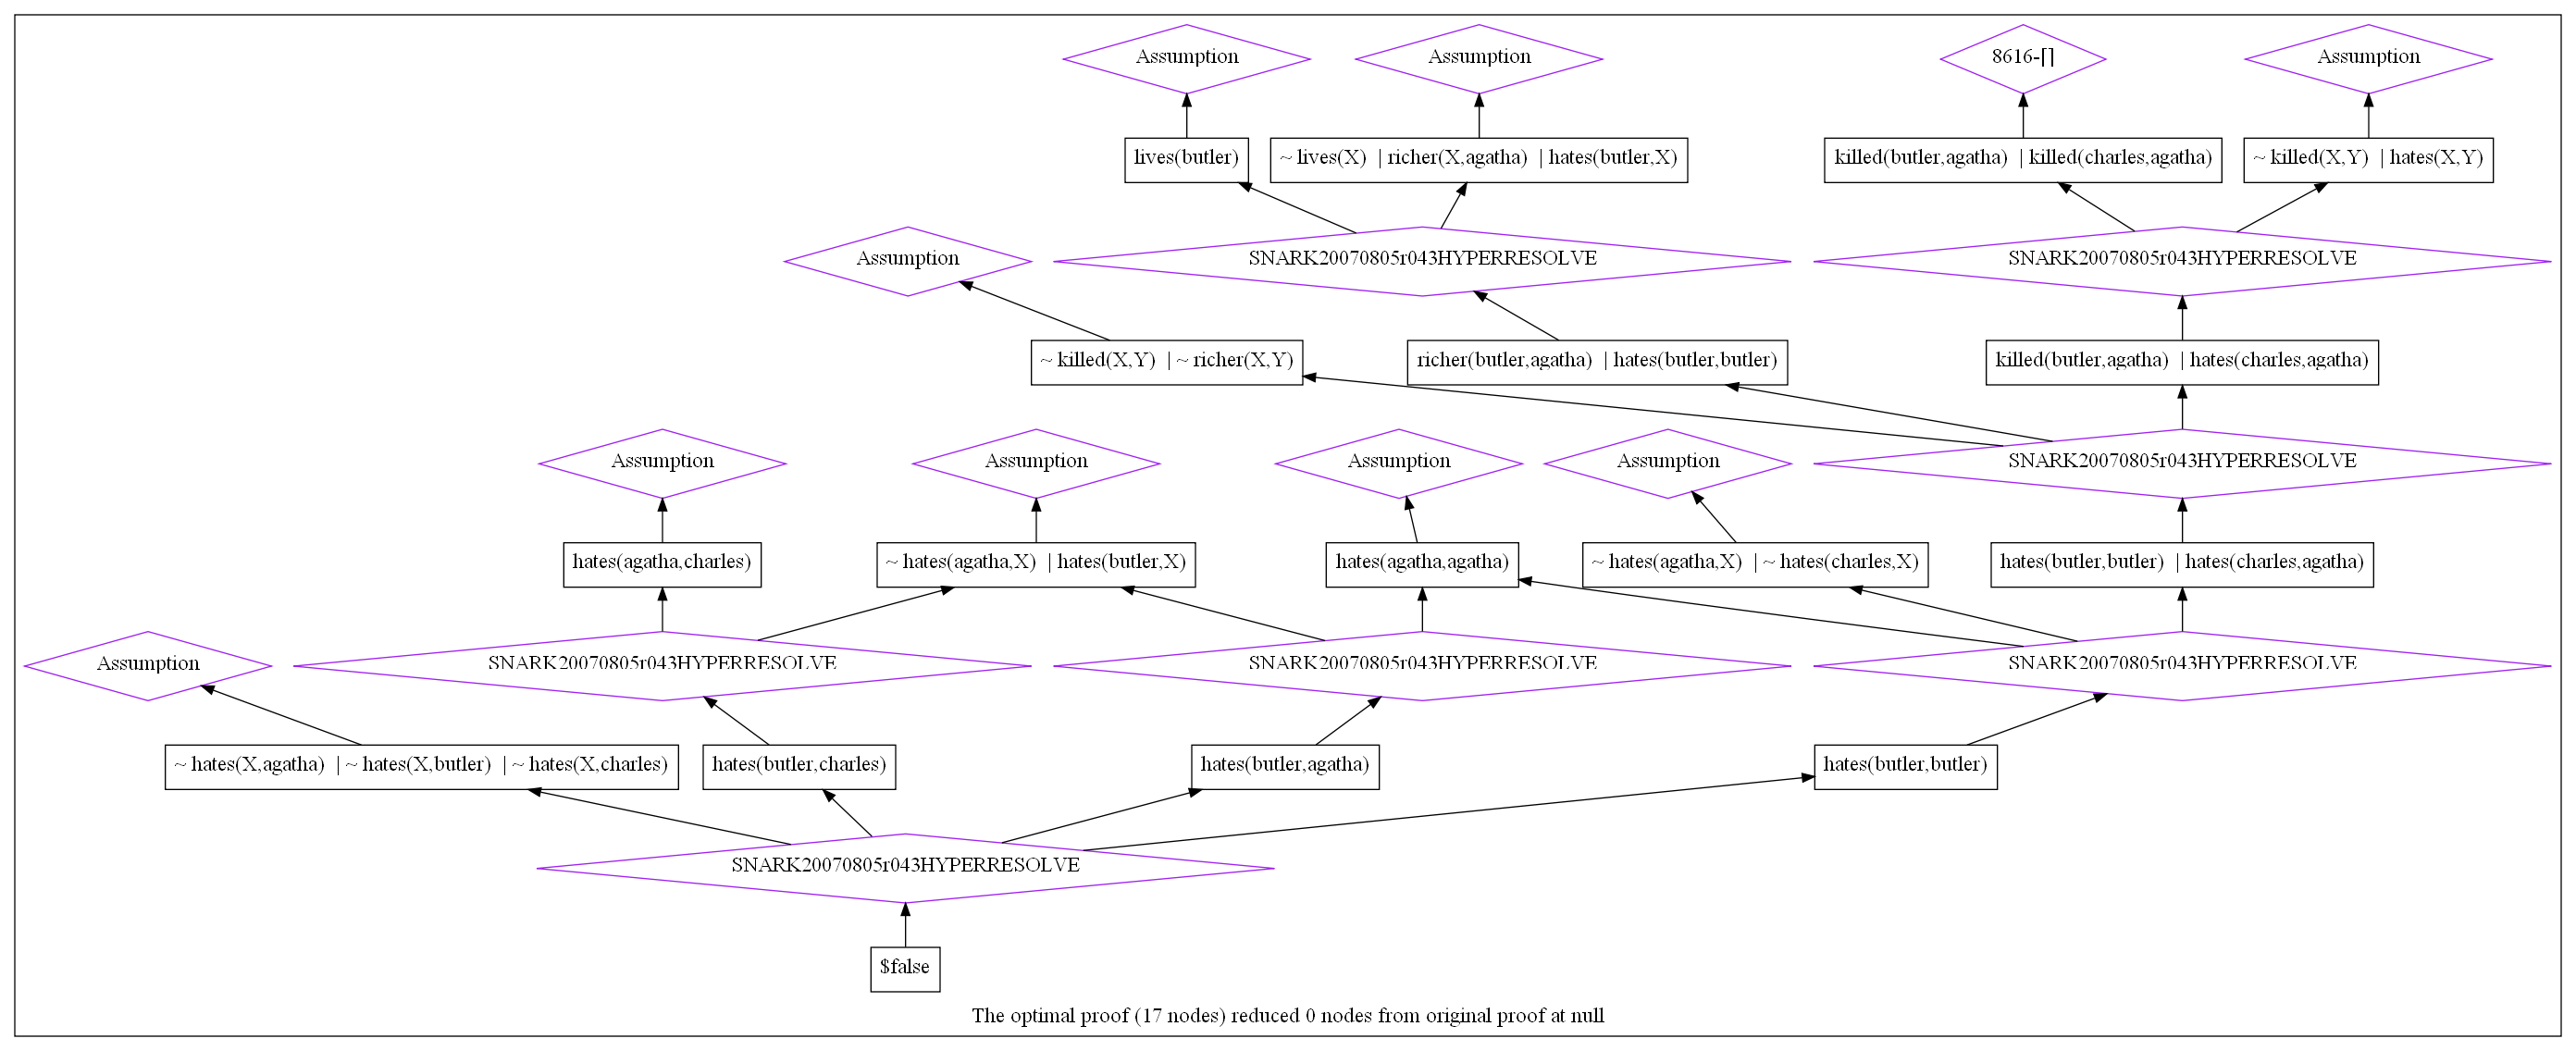 Assumption
Assumption
8616-[]
Assumption
lives(butler)
~ lives(X) | richer(X,agatha) | hates(butler,X)
killed(butler,agatha) | killed(charles,agatha)
~ killed(X,Y) | hates(X,Y)
Assumption
SNARK20070805r043HYPERRESOLVE
SNARK20070805r043HYPERRESOLVE
~ killed(X,Y) | ~ richer(X,Y)
richer(butler,agatha) | hates(butler,butler)
killed(butler,agatha) | hates(charles,agatha)
Assumption
Assumption
Assumption
Assumption
SNARK20070805r043HYPERRESOLVE
hates(agatha,charles)
~ hates(agatha,X) | hates(butler,X)
hates(agatha,agatha)
~ hates(agatha,X) | ~ hates(charles,X)
hates(butler,butler) | hates(charles,agatha)
Assumption
SNARK20070805r043HYPERRESOLVE
SNARK20070805r043HYPERRESOLVE
SNARK20070805r043HYPERRESOLVE
~ hates(X,agatha) | ~ hates(X,butler) | ~ hates(X,charles)
hates(butler,charles)
hates(butler,agatha)
hates(butler,butler)
SNARK20070805r043HYPERRESOLVE
$false
The optimal proof (17 nodes) reduced 0 nodes from original proof at null